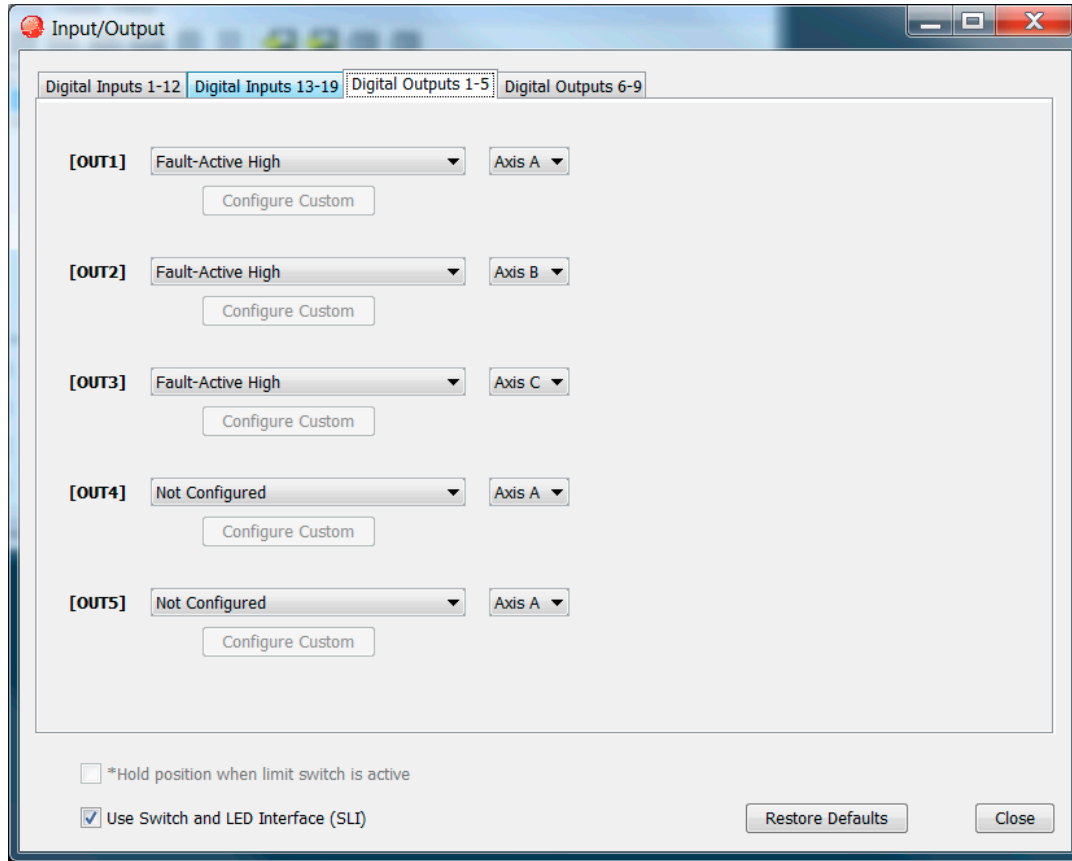 Input/Output
Digital Inputs 1-12 Digital Inputs 13-19 Digital Outputs 1-5 Digital Outputs 6-9
[OUT1] Fault-Active High Axis A
Configure Custom
[OUT2] Fault-Active High Axis B
Configure Custom
[OUT3] Fault-Active High Axis C
Configure Custom
[OUT4] Not Configured Axis A
Configure Custom
[OUT5] Not Configured Axis A
Configure Custom
*Hold position when limit switch is active
Use Switch and LED Interface (SLI) Restore Defaults Close